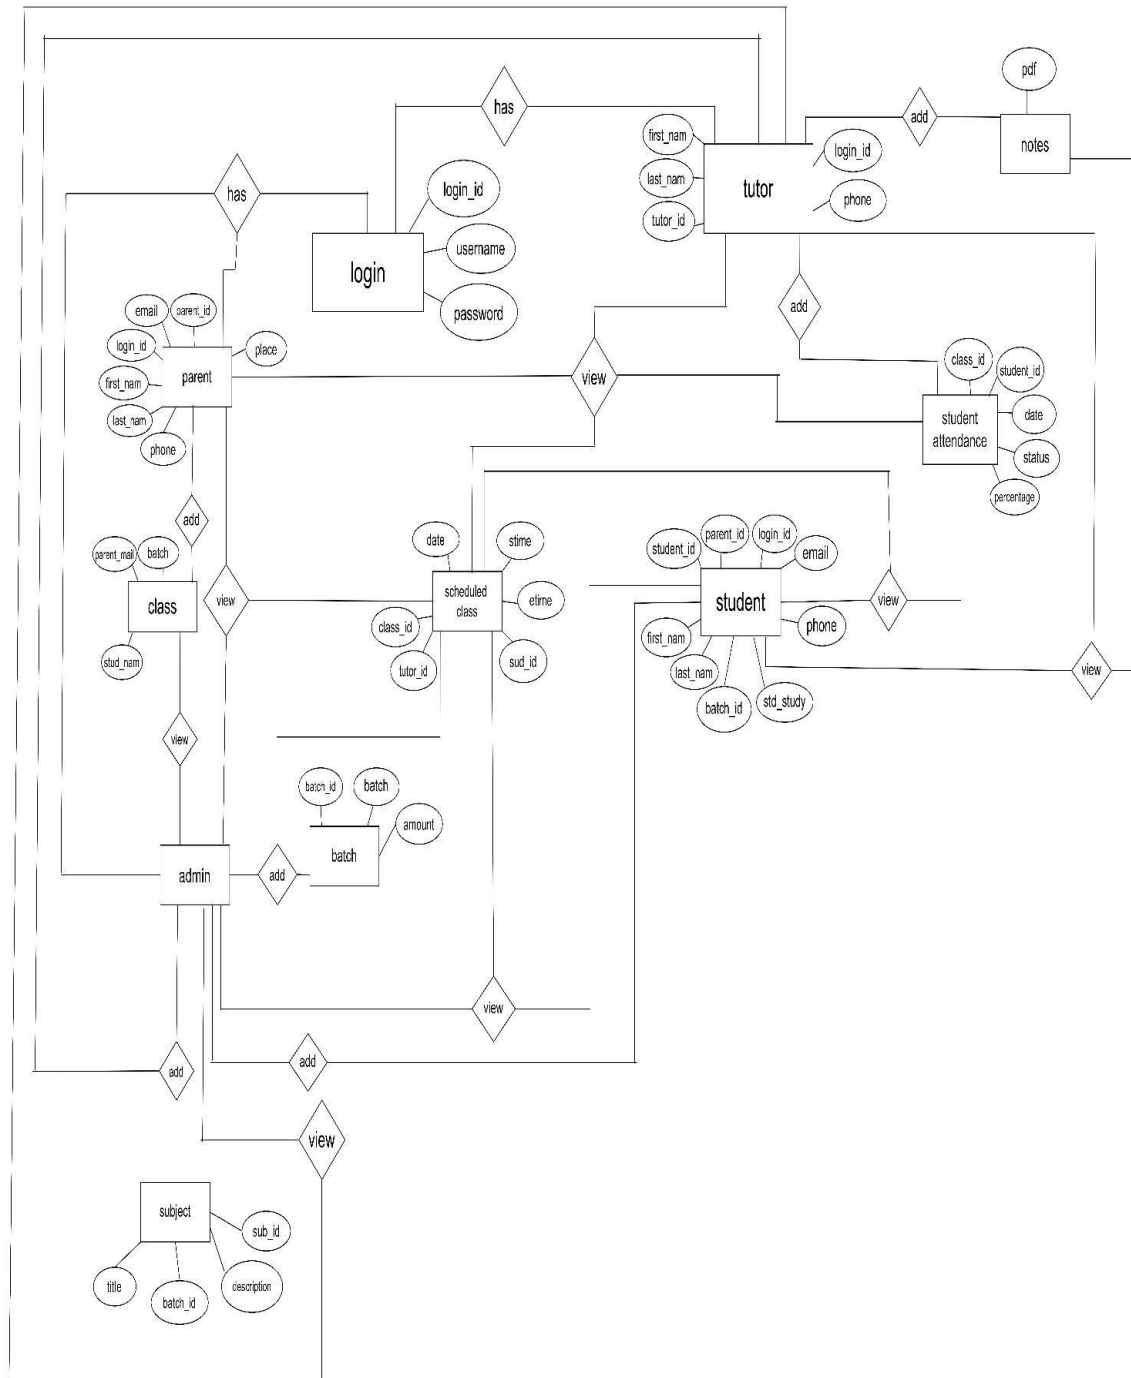 pdf
has
add
notes
first_nam
login_id
tutor
last_nam
phone
tutor_id
has
login_id
username
login
password
add
email
parent_id
login_id
place
parent
first_nam
last_nam
phone
view
class_id
student_id
date
student
attendance
status
percentage
add
date
stime
parent_id
login_id
student_id
email
parent_mail
batch
class
view
scheduled
class
etime
student
view
class_id
phone
first_nam
stud_nam
tutor_id
sud_id
last_nam
view
batch_id
std_study
view
batch_id
batch
amount
batch
admin
add
view
add
add
view
subject
sub_id
title
batch_id
description